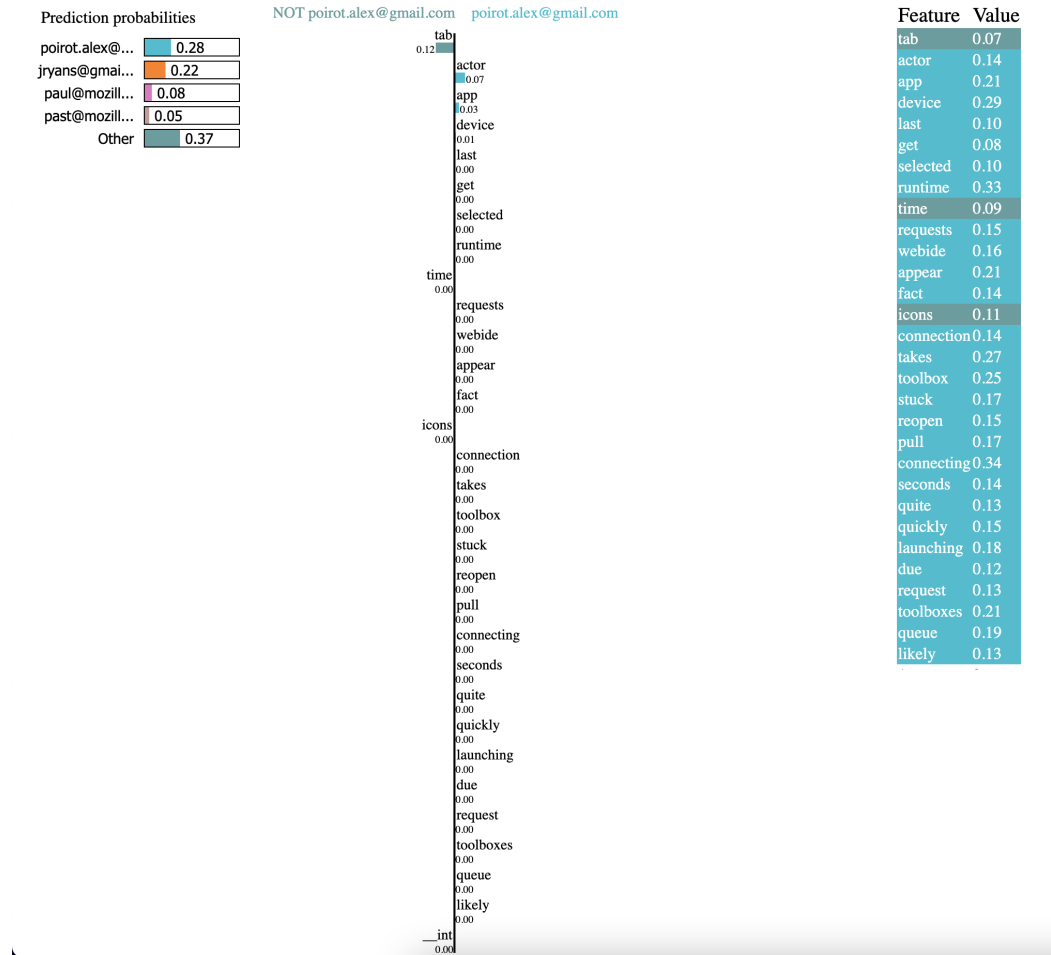 Prediction probabilities
poirot.alex@... 0.28
jryans@gmai... 0.22
paul@mozill... 0.08
past@mozill... 0.05
Other 0.37
NOT poirot.alex@gmail.com poirot.alex@gmail.com
tab
0.12
actor
0.07
app
0.03
device
0.01
last
0.00
get
0.00
selected
0.00
runtime
0.00
time
0.00
requests
0.00
webide
0.00
appear
0.00
fact
0.00
icons
0.00
connection
0.00
takes
0.00
toolbox
0.00
stuck
0.00
reopen
0.00
pull
0.00
connecting
0.00
seconds
0.00
quite
0.00
quickly
0.00
launching
0.00
due
0.00
request
0.00
toolboxes
0.00
queue
0.00
likely
0.00
__int
0.00
Feature Value
tab 0.07
actor 0.14
app 0.21
device 0.29
last 0.10
get 0.08
selected 0.10
runtime 0.33
time 0.09
requests 0.15
webide 0.16
appear 0.21
fact 0.14
icons 0.11
connection 0.14
takes 0.27
toolbox 0.25
stuck 0.17
reopen 0.15
pull 0.17
connecting 0.34
seconds 0.14
quite 0.13
quickly 0.15
launching 0.18
due 0.12
request 0.13
toolboxes 0.21
queue 0.19
likely 0.13